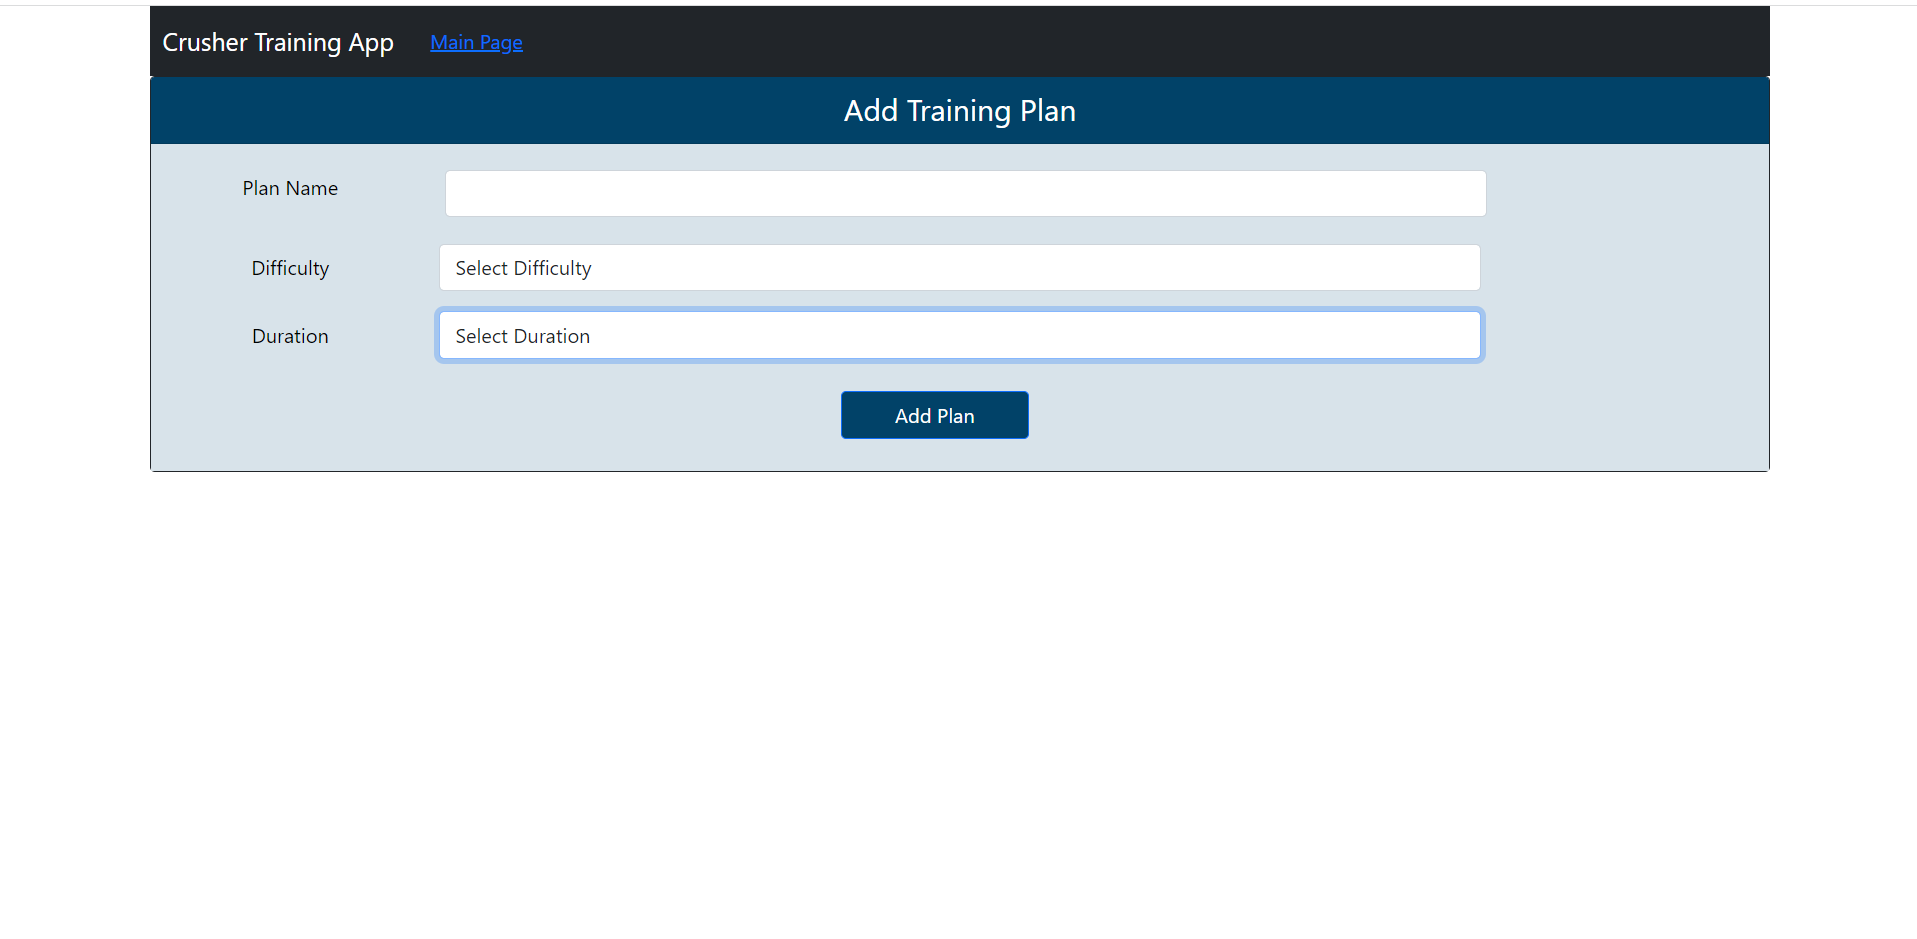 Crusher Training App Main Page
Add Training Plan
Plan Name
Difficulty Select Difficulty
Duration Select Duration
Add Plan